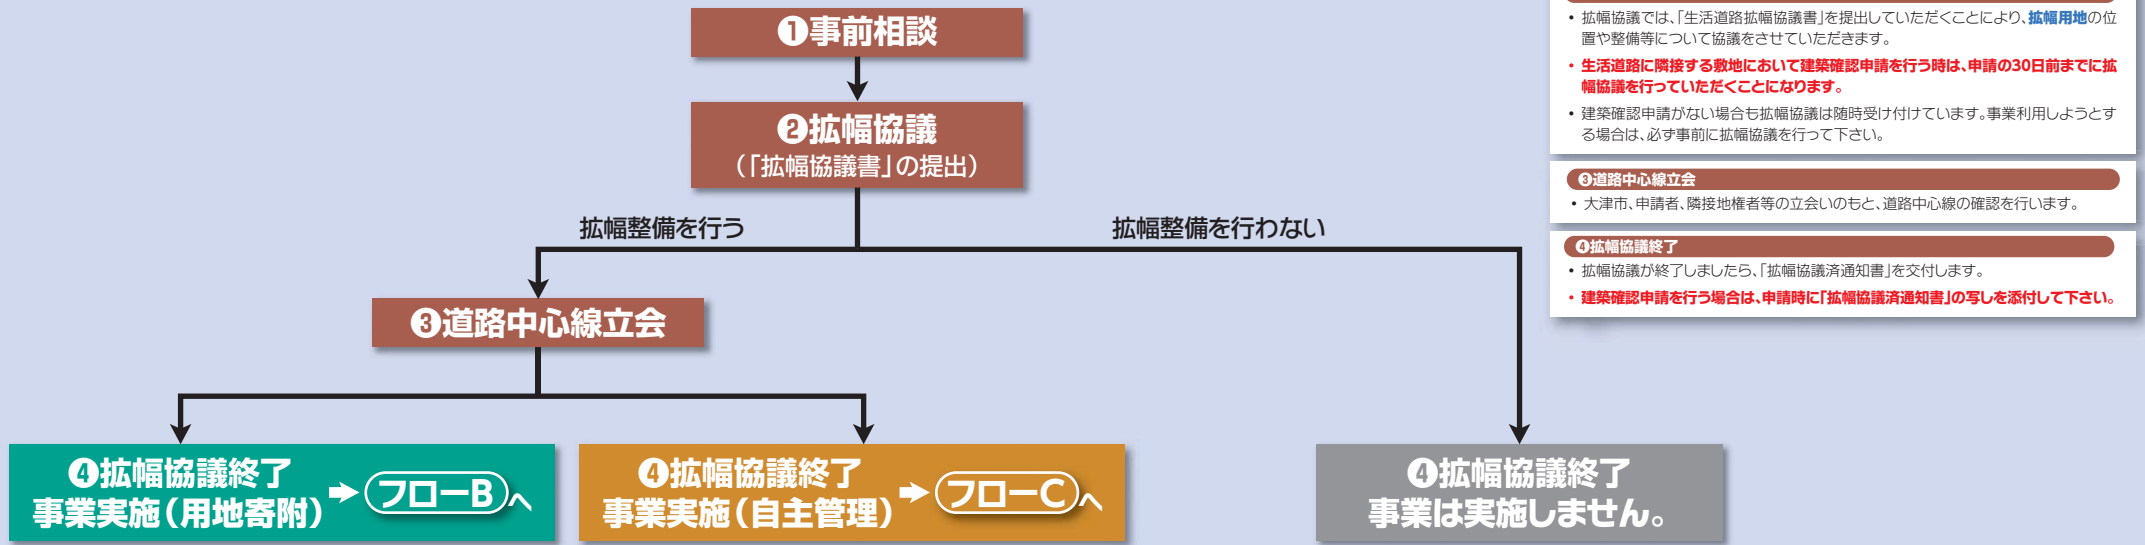 ❶事前相談
❷拡幅協議
（「拡幅協議書」の提出）
拡幅整備を行う
拡幅整備を行わない
❸道路中心線立会
❹拡幅協議終了
事業実施（用地寄附）
フローBへ
❹拡幅協議終了
事業実施（自主管理）
フローCへ
❹拡幅協議終了
事業は実施しません。
• 拡幅協議では、「生活道路拡幅協議書」を提出していただくことにより、拡幅用地の位
置や整備等について協議をさせていただきます。
• 生活道路に隣接する敷地において建築確認申請を行う時は、申請の30日前までに拡
幅協議を行っていただくことになります。
• 建築確認申請がない場合も拡幅協議は随時受け付けています。事業利用しようとす
る場合は、必ず事前に拡幅協議を行って下さい。
❸道路中心線立会
• 大津市、申請者、隣接地権者等の立会いのもと、道路中心線の確認を行います。
❹拡幅協議終了
• 拡幅協議が終了しましたら、「拡幅協議済通知書」を交付します。
• 建築確認申請を行う場合は、申請時に「拡幅協議済通知書」の写しを添付して下さい。